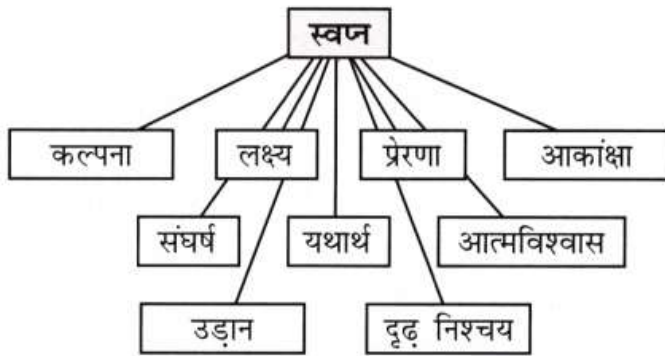 स्वप्न
कल्पना लक्ष्य प्रेरणा आकांक्षा
संघर्ष यथार्थ आत्मविश्वास
उड़ान दृढ़ निश्चय